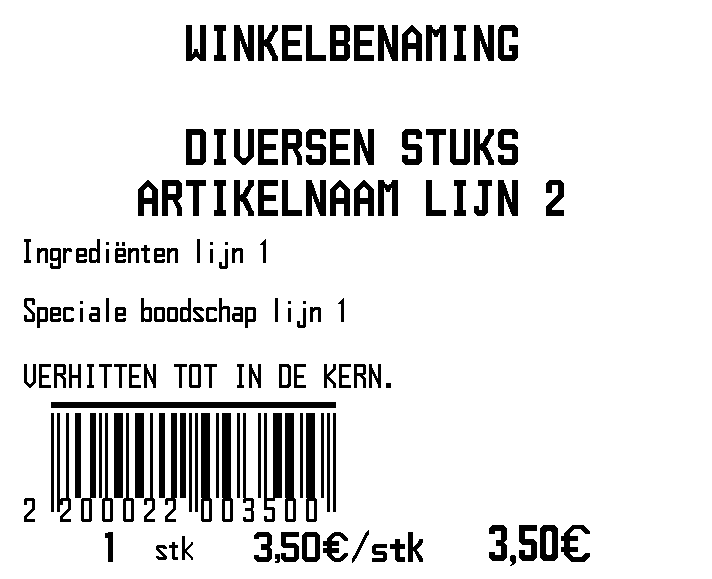 WINKELBENAMING
DIVERSEN STUKS
ARTIKELNAAM LIJN 2
Ingrediënten lijn 1
Speciale boodschap lijn 1
VERHITTEN TOT IN DE KERN.
2 200022 003500
1 stk 3,50€/stk 3,50€